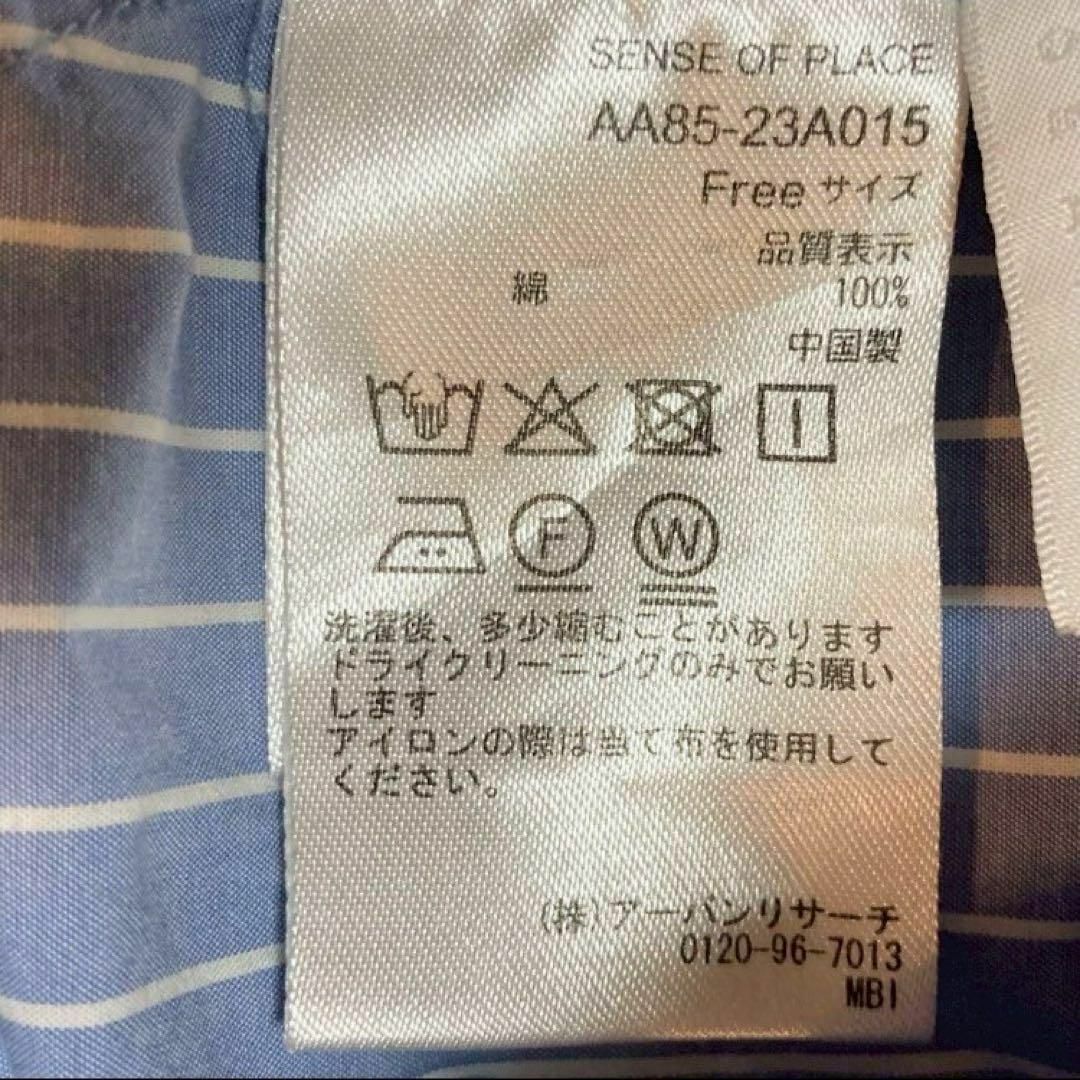 SENSE OF PLACE
AA85-23A015
Free サイズ
品質表示
綿 100%
中国製
F W
洗濯後、多少縮むことがあります
ドライクリーニングのみでお願い
します
アイロンの際は当て布を使用して
ください。
(株)アーバンリサーチ
0120-96-7013
MBI